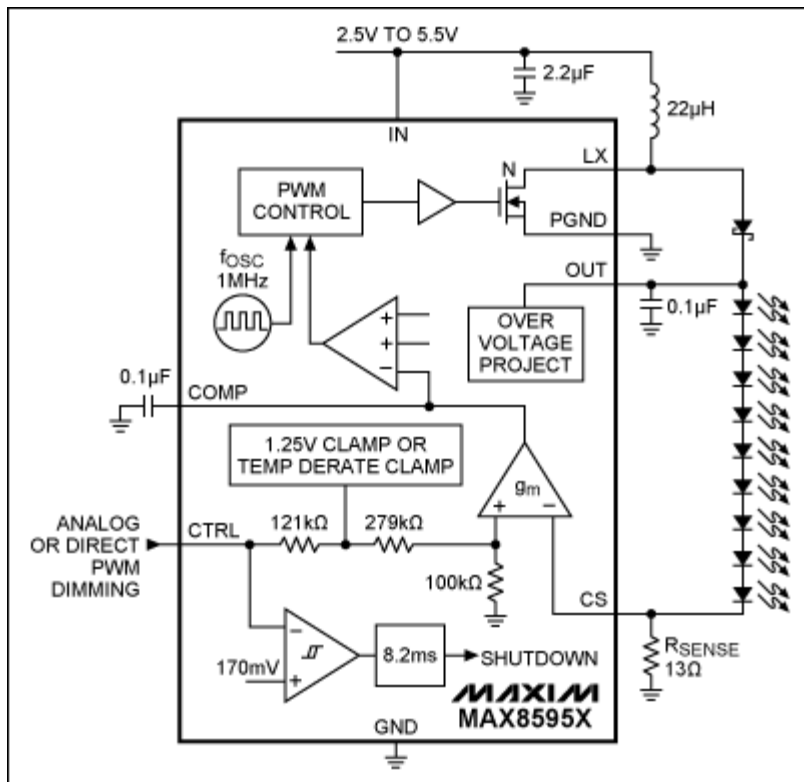 2.5V TO 5.5V
2.2µF
22µH
IN
LX
N
PWM
CONTROL
PGND
fOSC
1MHz
OUT
OVER
VOLTAGE
PROJECT
0.1µF
+
+
−
0.1µF
COMP
1.25V CLAMP OR
TEMP DERATE CLAMP
gm
+ −
ANALOG
OR DIRECT
PWM
DIMMING
CTRL
121kΩ
279kΩ
100kΩ
CS
RSENSE
13Ω
−
+
170mV
8.2ms
SHUTDOWN
MAXIM
MAX8595X
GND